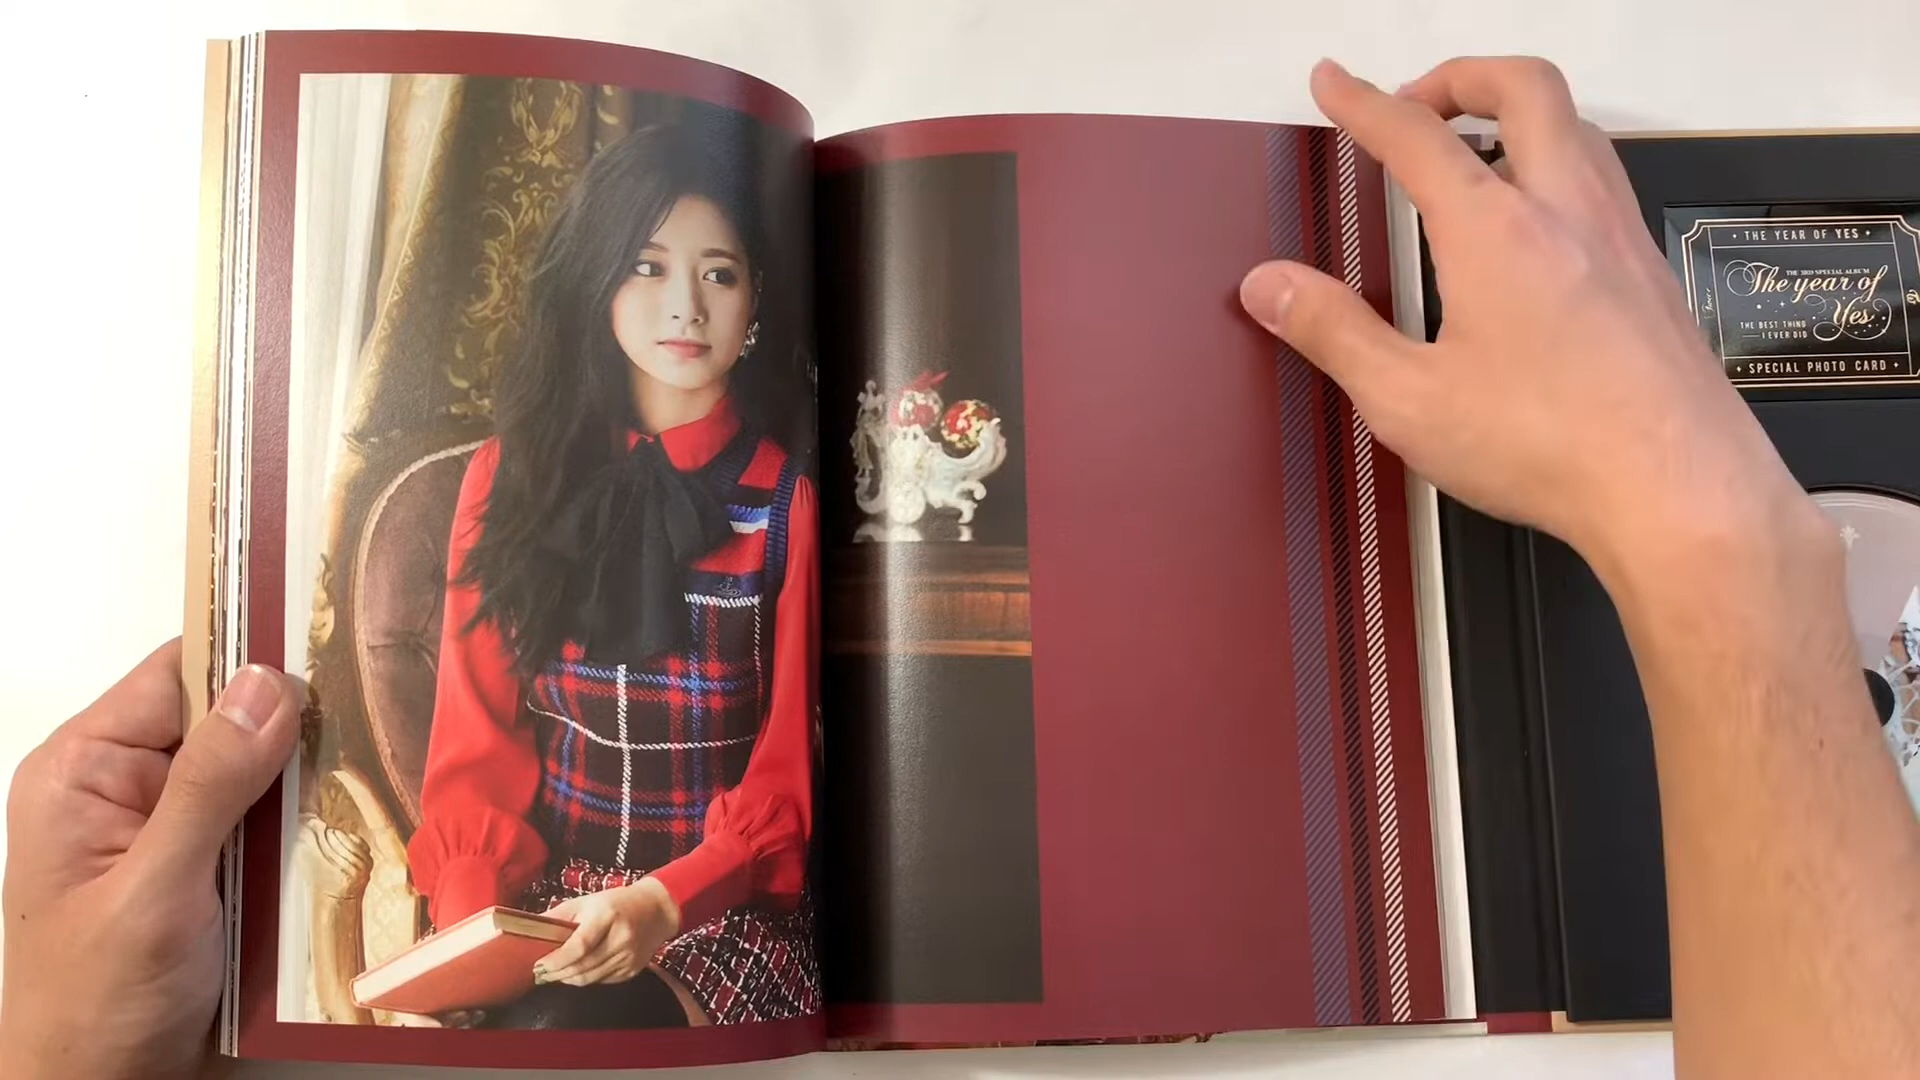 • THE YEAR OF YES •
THE 3RD SPECIAL ALBUM
The year of
Yes
THE BEST THING
I EVER DID
• SPECIAL PHOTO CARD •